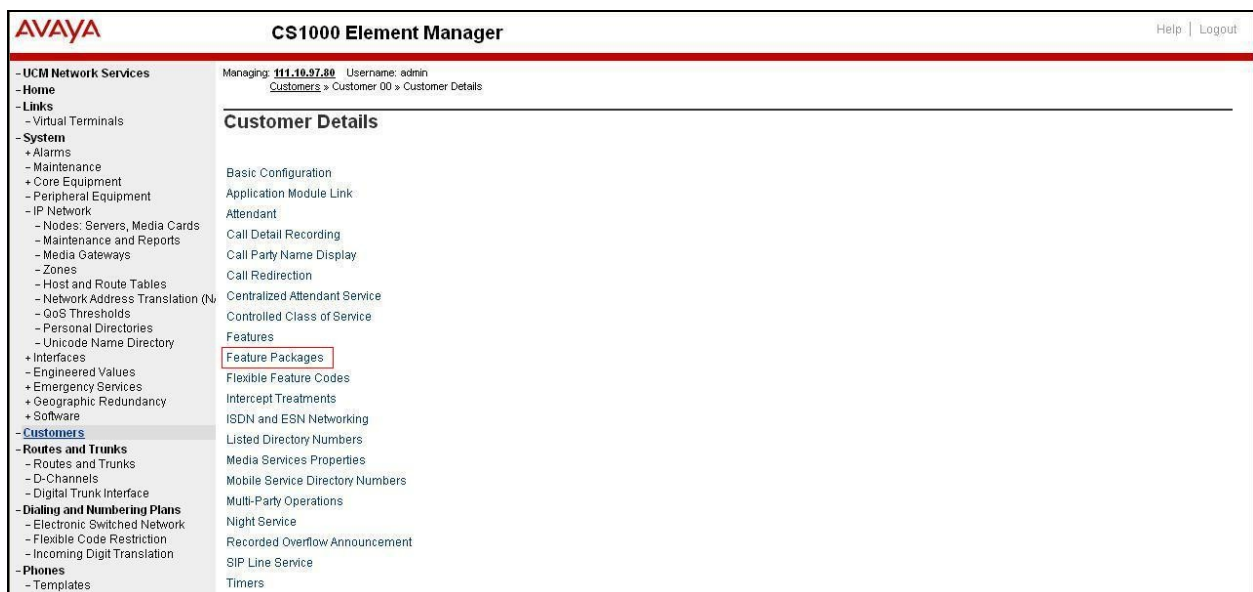 AVAYA
CS1000 Element Manager
Help | Logout
Managing: 111.10.97.80 Username: admin
Customers » Customer 00 » Customer Details
- UCM Network Services
- Home
- Links
- Virtual Terminals
- System
+ Alarms
- Maintenance
+ Core Equipment
- Peripheral Equipment
- IP Network
- Nodes: Servers, Media Cards
- Maintenance and Reports
- Media Gateways
- Zones
- Host and Route Tables
- Network Address Translation (N
- QoS Thresholds
- Personal Directories
- Unicode Name Directory
+ Interfaces
- Engineered Values
+ Emergency Services
+ Geographic Redundancy
+ Software
- Customers
- Routes and Trunks
- Routes and Trunks
- D-Channels
- Digital Trunk Interface
- Dialing and Numbering Plans
- Electronic Switched Network
- Flexible Code Restriction
- Incoming Digit Translation
- Phones
- Templates
Customer Details
Basic Configuration
Application Module Link
Attendant
Call Detail Recording
Call Party Name Display
Call Redirection
Centralized Attendant Service
Controlled Class of Service
Features
Feature Packages
Flexible Feature Codes
Intercept Treatments
ISDN and ESN Networking
Listed Directory Numbers
Media Services Properties
Mobile Service Directory Numbers
Multi-Party Operations
Night Service
Recorded Overflow Announcement
SIP Line Service
Timers